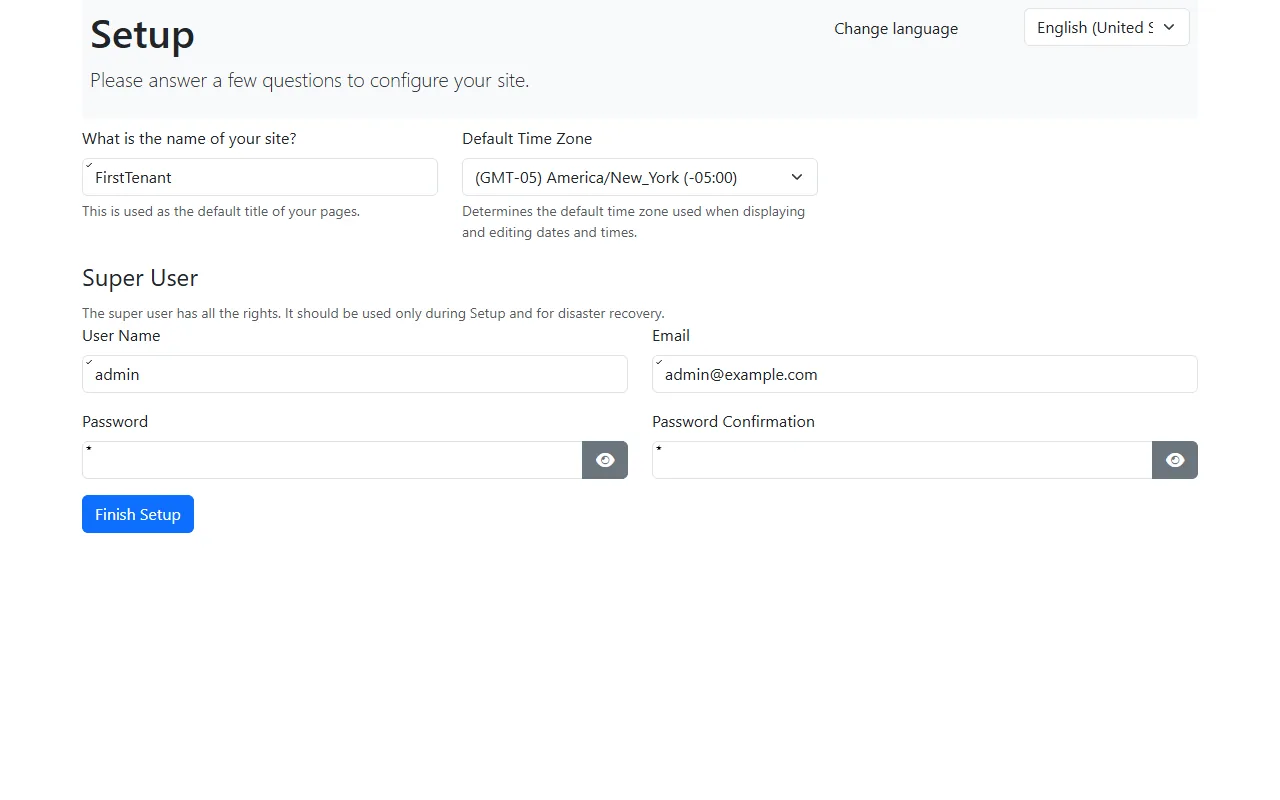 Setup
Change language
English (United S
Please answer a few questions to configure your site.
What is the name of your site?
Default Time Zone
FirstTenant
(GMT-05) America/New_York (-05:00)
This is used as the default title of your pages.
Determines the default time zone used when displaying
and editing dates and times.
Super User
The super user has all the rights. It should be used only during Setup and for disaster recovery.
User Name
Email
admin
admin@example.com
Password
Password Confirmation
*
*
Finish Setup